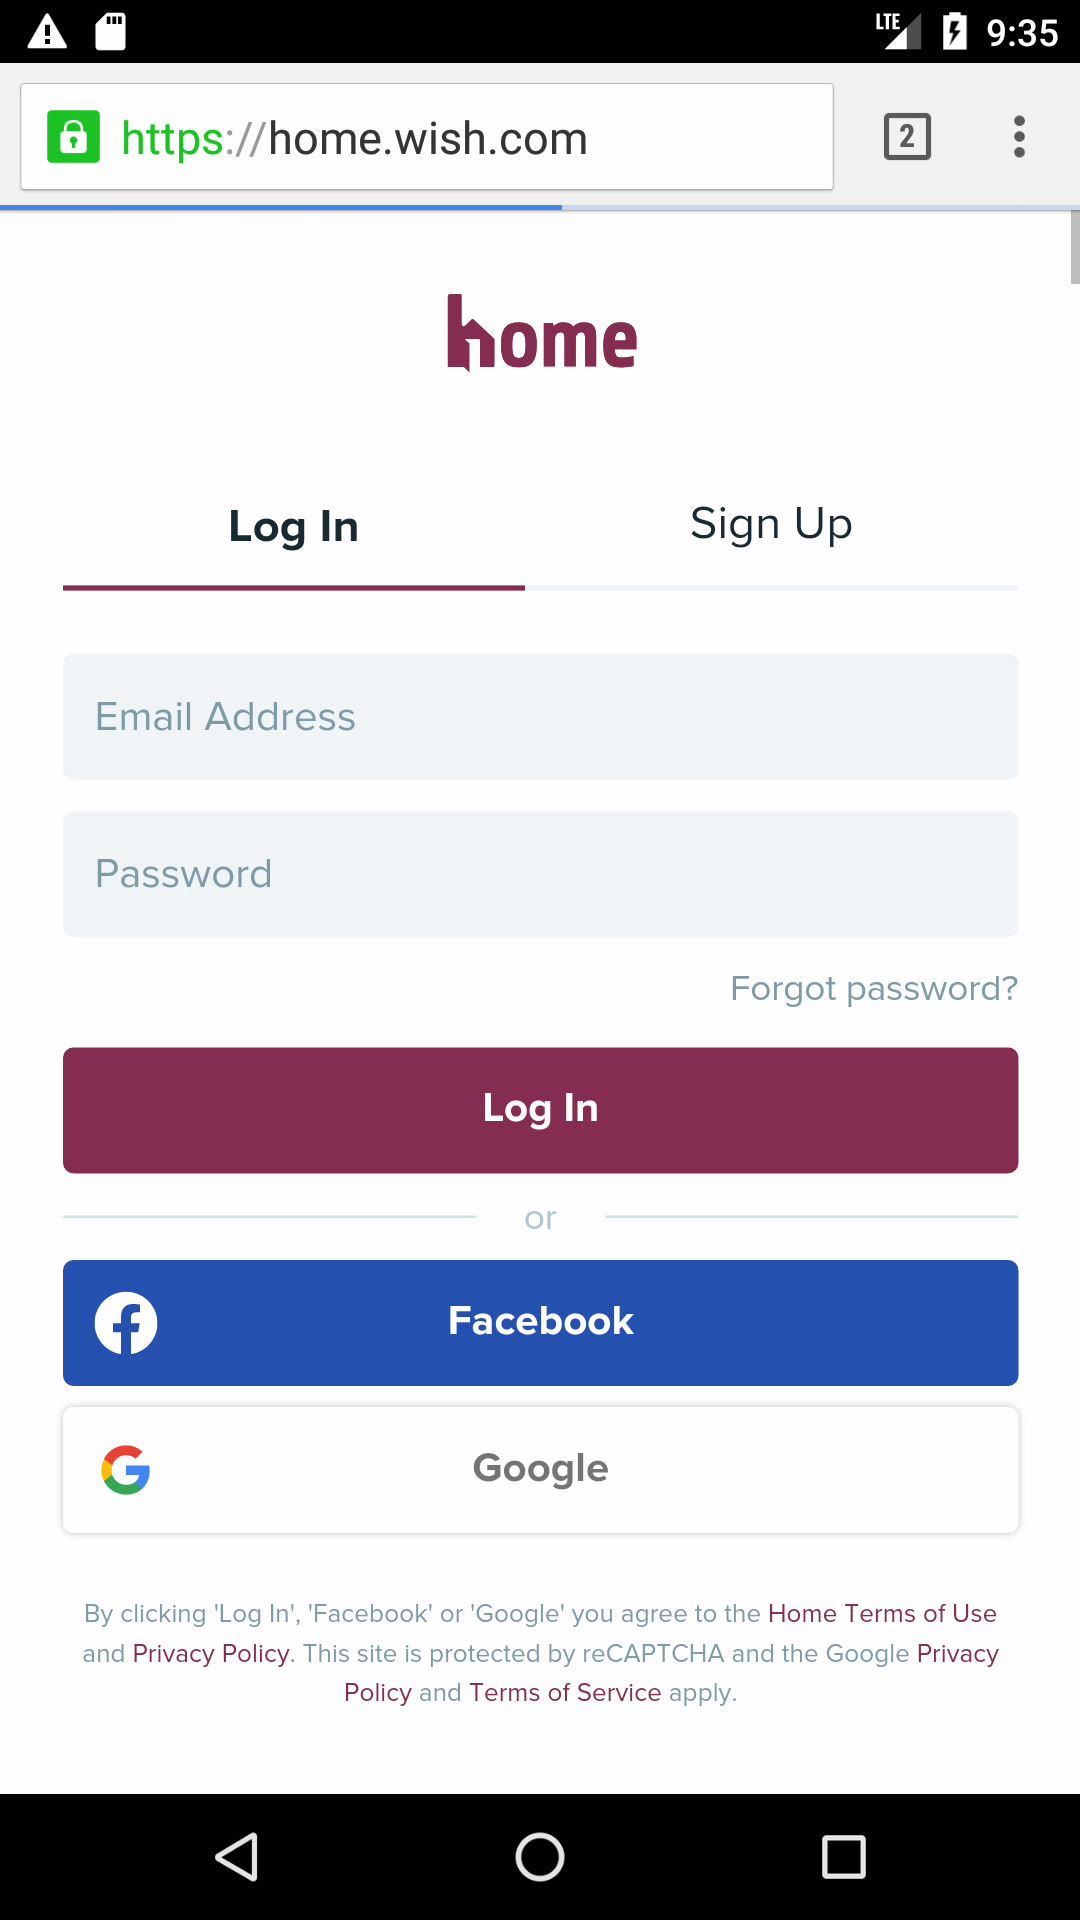 LTE 9:35
https://home.wish.com 2
home
Log In Sign Up
Email Address
Password
Forgot password?
Log In
or
Facebook
Google
By clicking 'Log In', 'Facebook' or 'Google' you agree to the Home Terms of Use
and Privacy Policy. This site is protected by reCAPTCHA and the Google Privacy
Policy and Terms of Service apply.